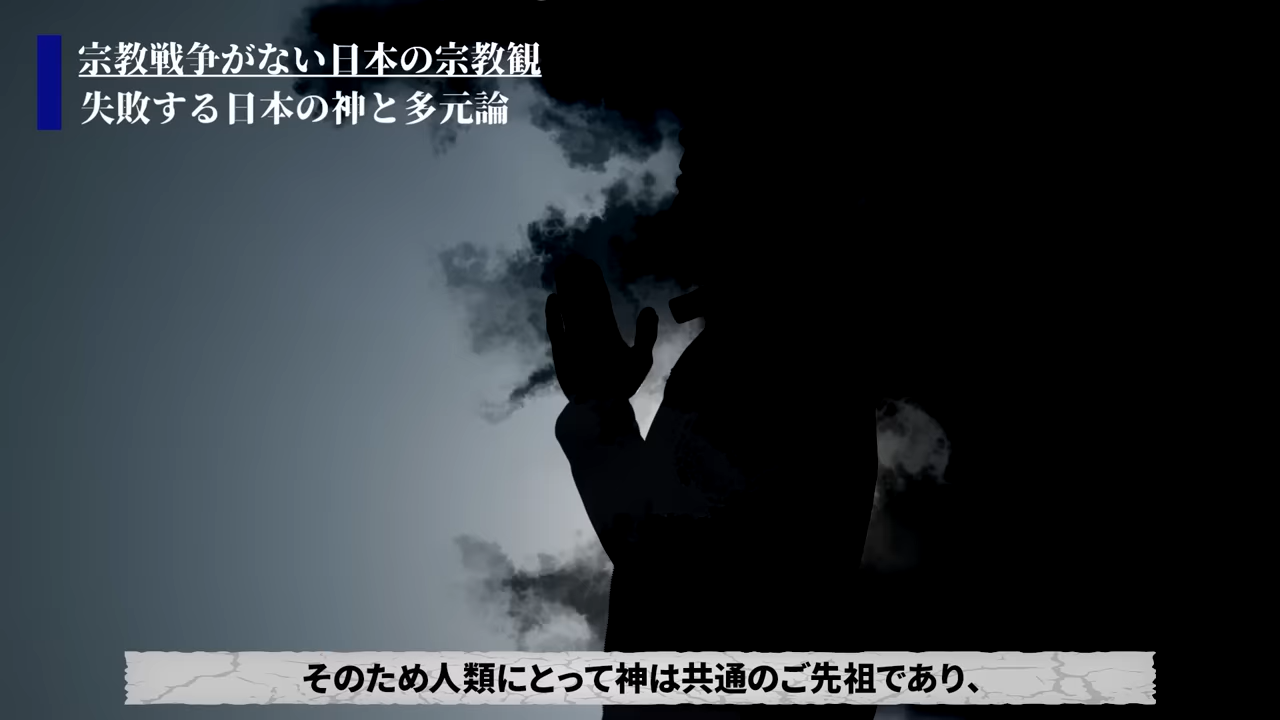 宗教戦争がない日本の宗教観
失敗する日本の神と多元論
そのため人類にとって神は共通のご先祖であり、